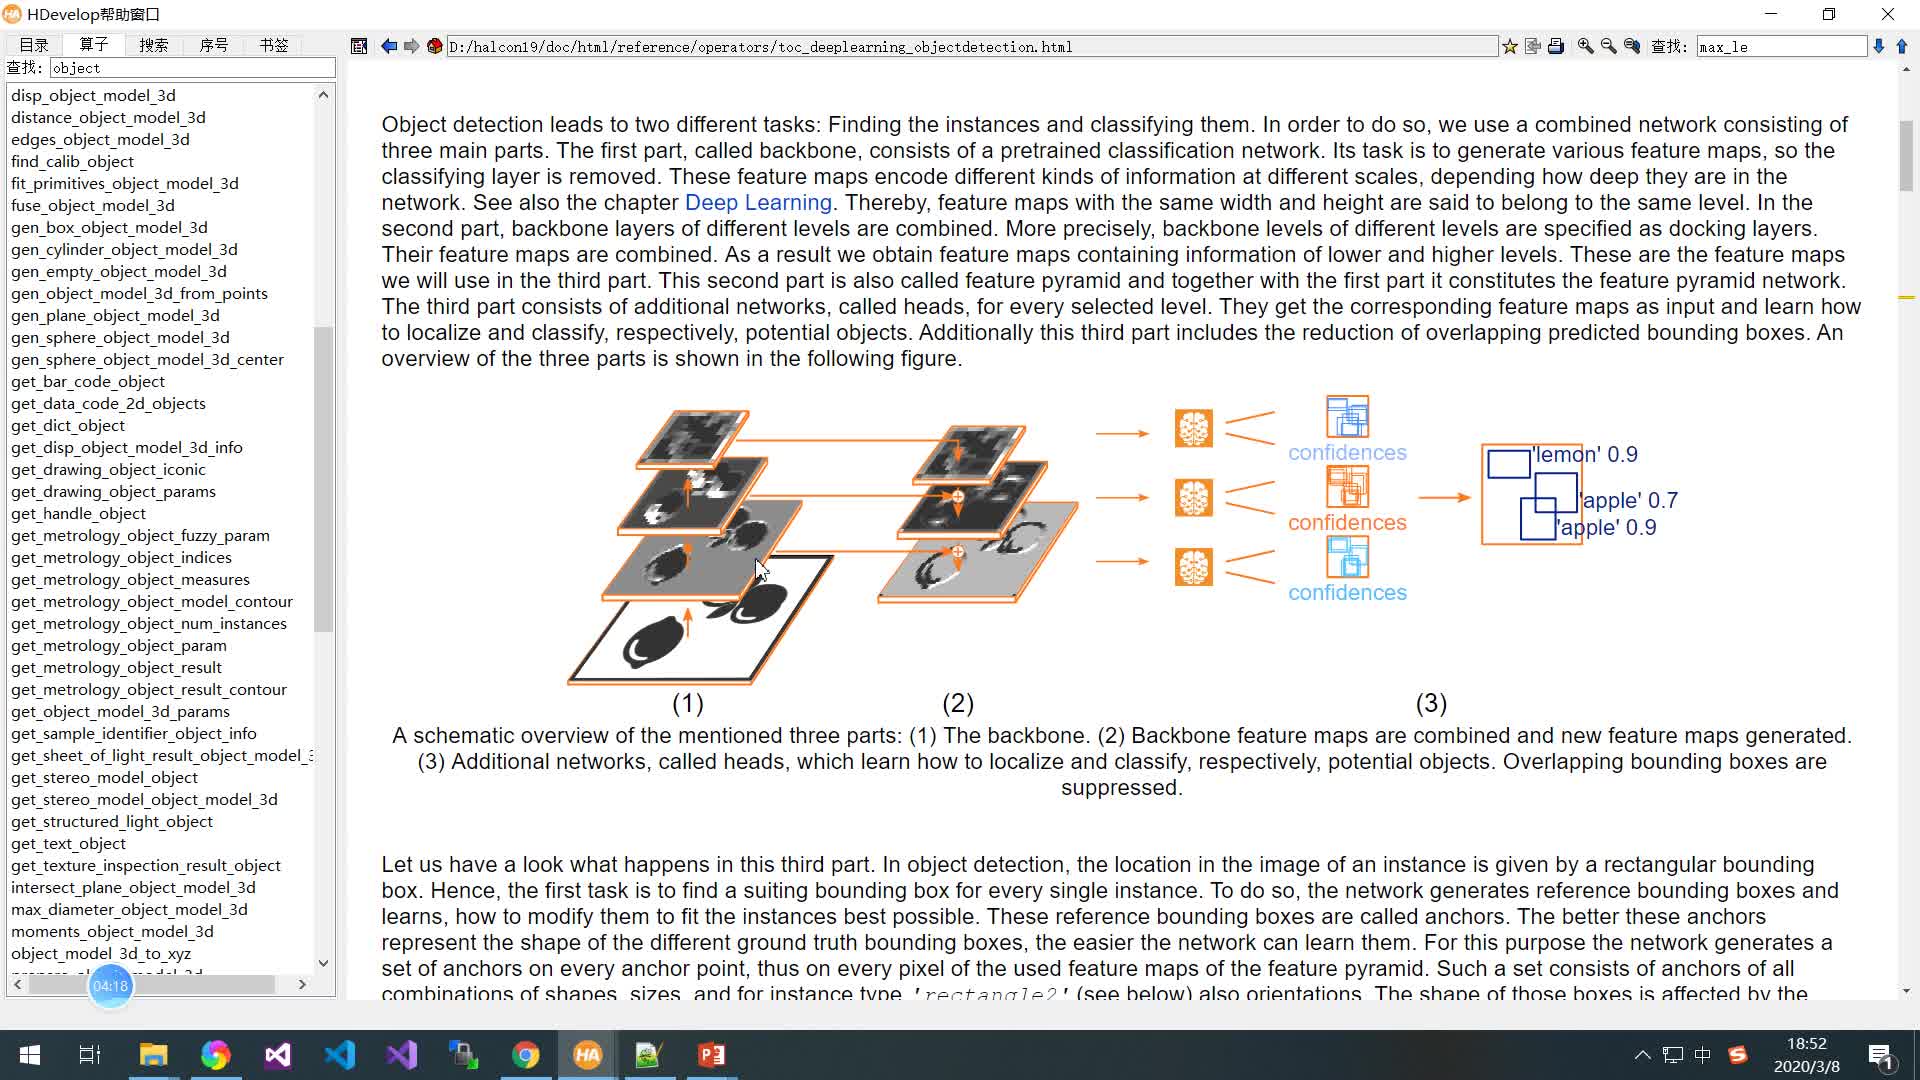 HDevelop帮助窗口
目录 算子 搜索 序号 书签
D:/halcon19/doc/html/reference/operators/toc_deeplearning_objectdetection.html
查找: max_le
查找: object
disp_object_model_3d
distance_object_model_3d
edges_object_model_3d
find_calib_object
fit_primitives_object_model_3d
fuse_object_model_3d
gen_box_object_model_3d
gen_cylinder_object_model_3d
gen_empty_object_model_3d
gen_object_model_3d_from_points
gen_plane_object_model_3d
gen_sphere_object_model_3d
gen_sphere_object_model_3d_center
get_bar_code_object
get_data_code_2d_objects
get_dict_object
get_disp_object_model_3d_info
get_drawing_object_iconic
get_drawing_object_params
get_handle_object
get_metrology_object_fuzzy_param
get_metrology_object_indices
get_metrology_object_measures
get_metrology_object_model_contour
get_metrology_object_num_instances
get_metrology_object_param
get_metrology_object_result
get_metrology_object_result_contour
get_object_model_3d_params
get_sample_identifier_object_info
get_sheet_of_light_result_object_model_3
get_stereo_model_object
get_stereo_model_object_model_3d
get_structured_light_object
get_text_object
get_texture_inspection_result_object
intersect_plane_object_model_3d
max_diameter_object_model_3d
moments_object_model_3d
object_model_3d_to_xyz
04:18
Object detection leads to two different tasks: Finding the instances and classifying them. In order to do so, we use a combined network consisting of
three main parts. The first part, called backbone, consists of a pretrained classification network. Its task is to generate various feature maps, so the
classifying layer is removed. These feature maps encode different kinds of information at different scales, depending how deep they are in the
network. See also the chapter Deep Learning. Thereby, feature maps with the same width and height are said to belong to the same level. In the
second part, backbone layers of different levels are combined. More precisely, backbone levels of different levels are specified as docking layers.
Their feature maps are combined. As a result we obtain feature maps containing information of lower and higher levels. These are the feature maps
we will use in the third part. This second part is also called feature pyramid and together with the first part it constitutes the feature pyramid network.
The third part consists of additional networks, called heads, for every selected level. They get the corresponding feature maps as input and learn how
to localize and classify, respectively, potential objects. Additionally this third part includes the reduction of overlapping predicted bounding boxes. An
overview of the three parts is shown in the following figure.
confidences
confidences
confidences
'lemon' 0.9
'apple' 0.7
'apple' 0.9
(1) (2) (3)
A schematic overview of the mentioned three parts: (1) The backbone. (2) Backbone feature maps are combined and new feature maps generated.
(3) Additional networks, called heads, which learn how to localize and classify, respectively, potential objects. Overlapping bounding boxes are
suppressed.
Let us have a look what happens in this third part. In object detection, the location in the image of an instance is given by a rectangular bounding
box. Hence, the first task is to find a suiting bounding box for every single instance. To do so, the network generates reference bounding boxes and
learns, how to modify them to fit the instances best possible. These reference bounding boxes are called anchors. The better these anchors
represent the shape of the different ground truth bounding boxes, the easier the network can learn them. For this purpose the network generates a
set of anchors on every anchor point, thus on every pixel of the used feature maps of the feature pyramid. Such a set consists of anchors of all
combinations of shapes, sizes, and for instance type 'rectangle2' (see below) also orientations. The shape of those boxes is affected by the
中
18:52
2020/3/8
1